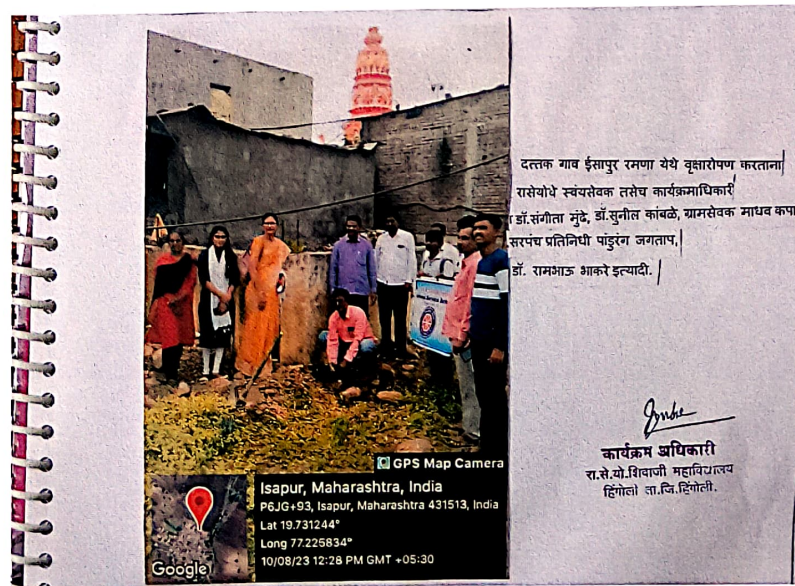 दत्तक गाव ईसापुर रमणा येथे वृक्षारोपण करताना
रासेयोचे स्वंयसेवक तसेच कार्यक्रमाधिकारी
डॉ.संगीता मुंढे, डॉ.सुनील कांबळे, ग्रामसेवक माधव कपा
सरपंच प्रतिनिधी पांडुरंग जगताप,
डॉ. रामभाऊ भाकरे इत्यादी.
कार्यक्रम अधिकारी
रा.से.यो.शिवाजी महाविद्यालय
हिंगोली ता.जि.हिंगोली.
GPS Map Camera
Isapur, Maharashtra, India
P6JG+93, Isapur, Maharashtra 431513, India
Lat 19.731244°
Long 77.225834°
10/08/23 12:28 PM GMT +05:30
Google